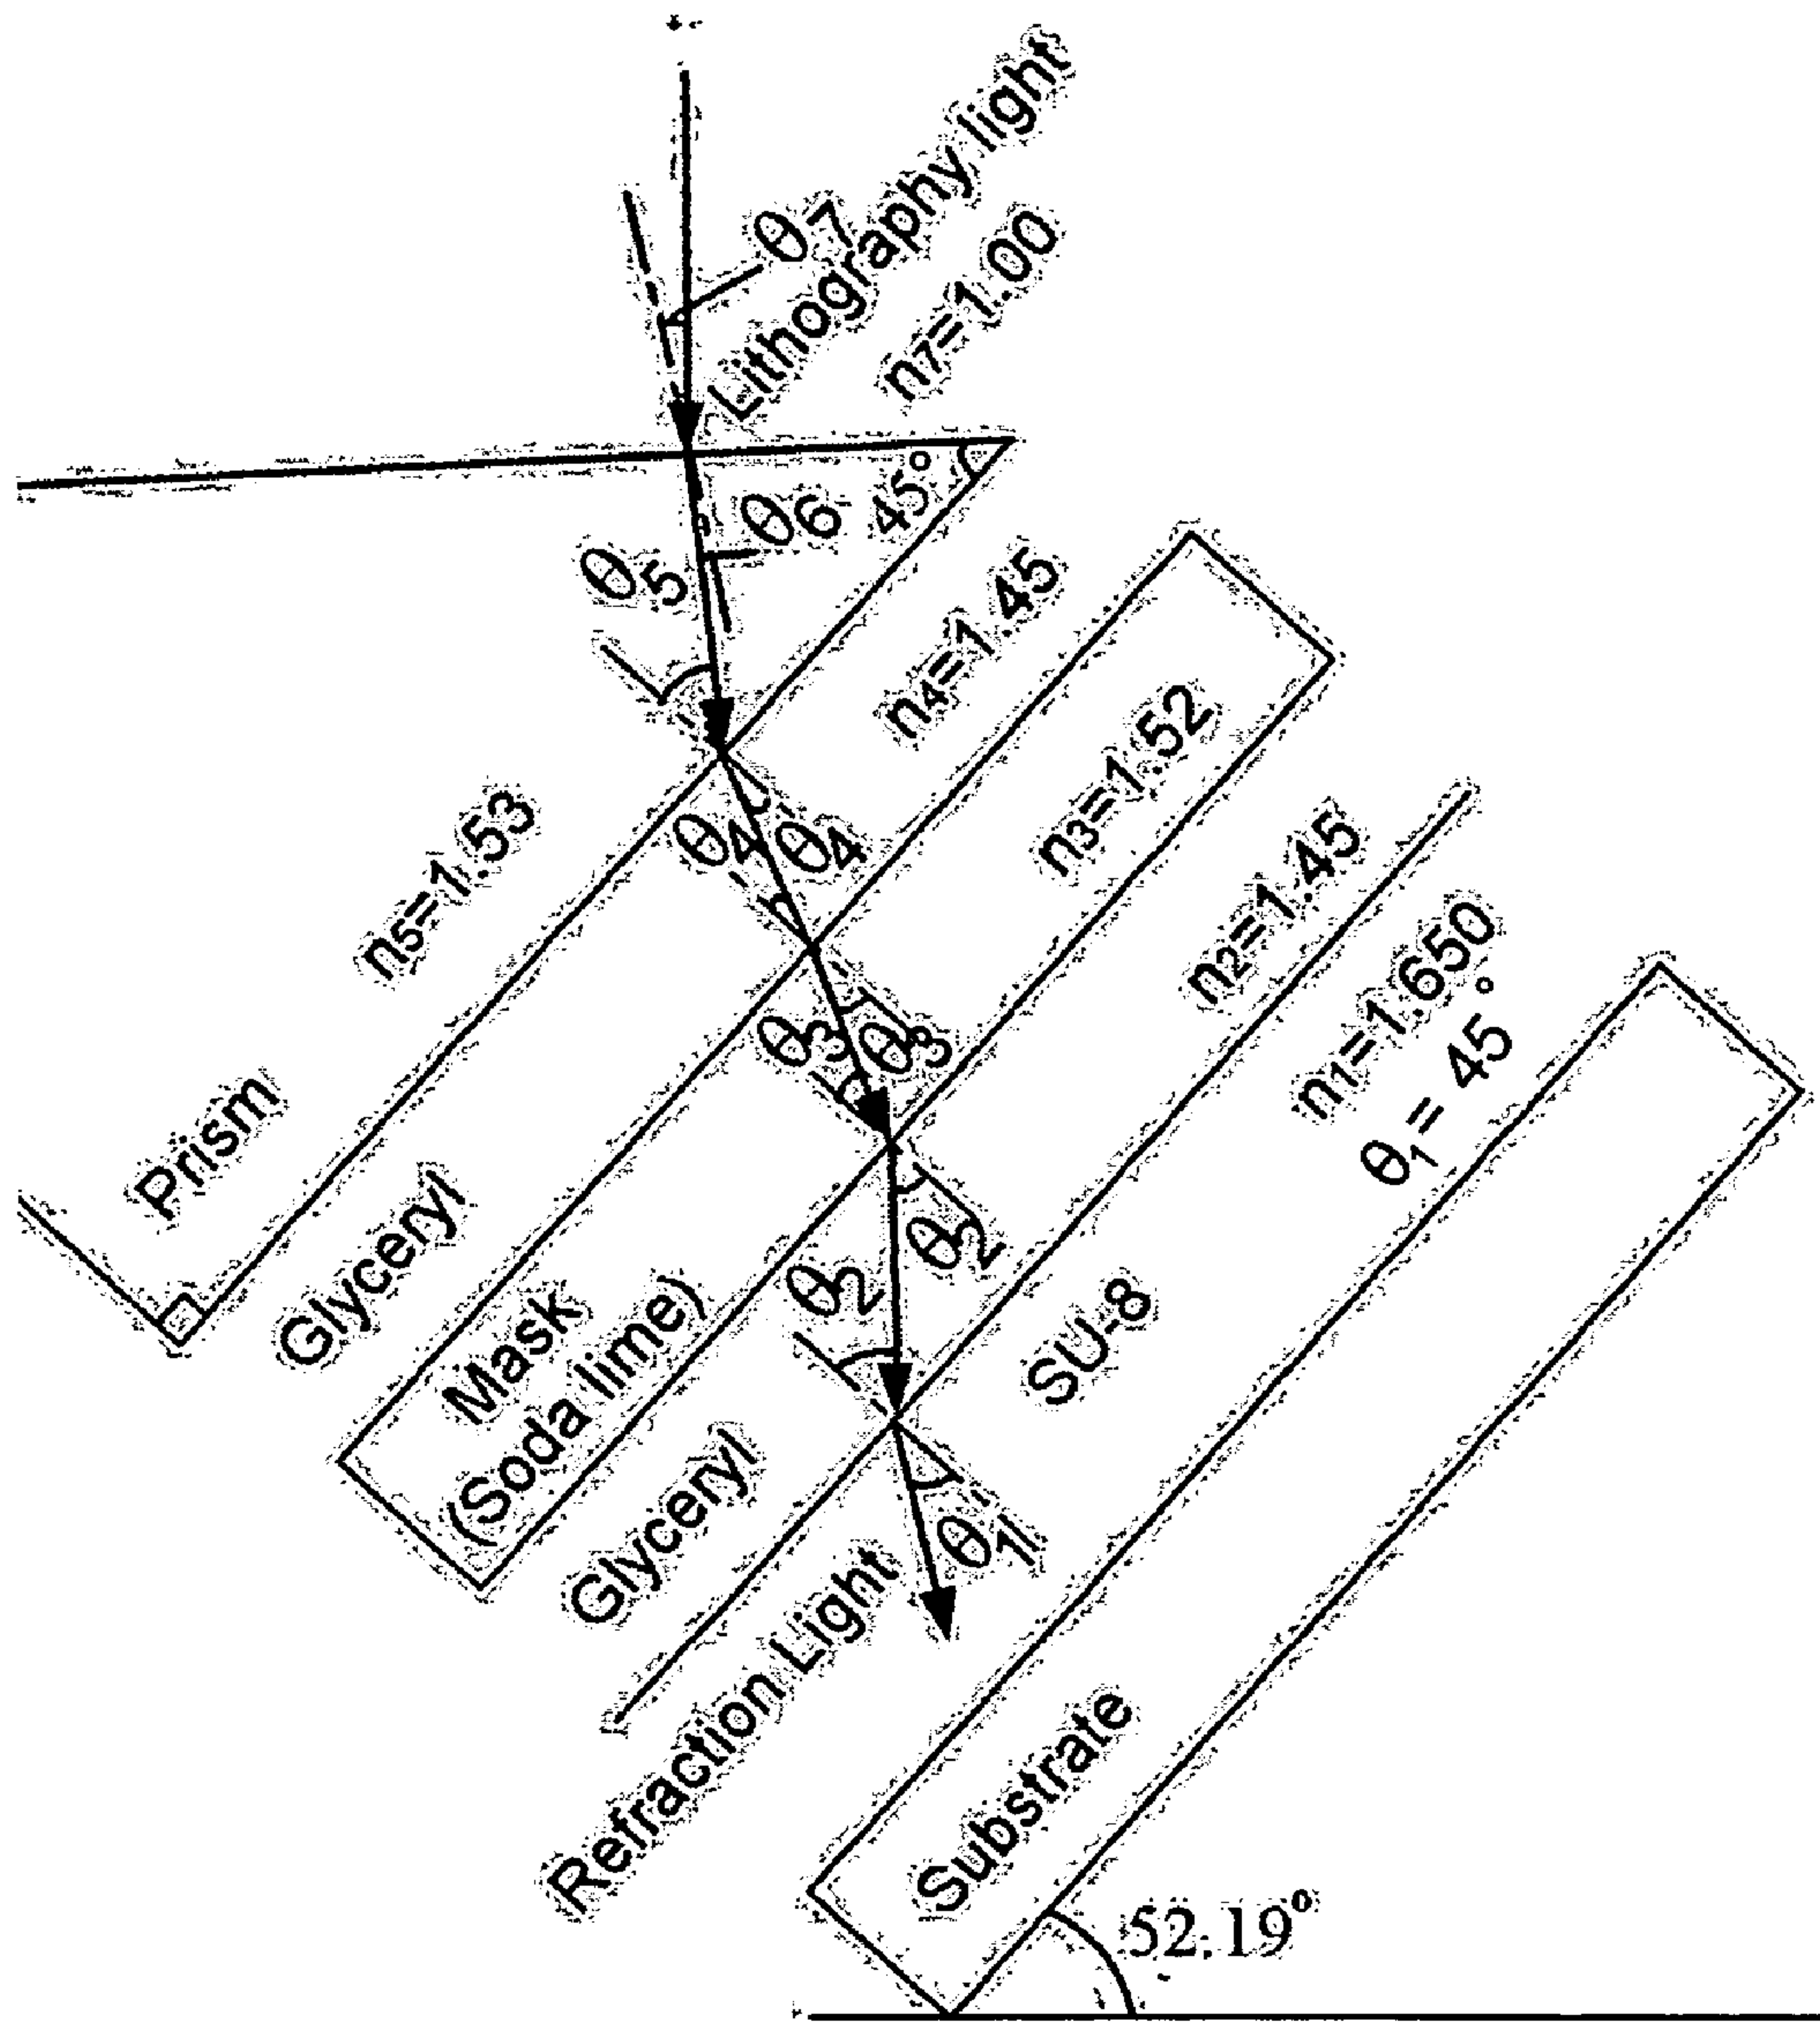 θ7
Lithography light
n7=1.00
45°
θ6
θ5
n4=1.45
n5=1.53
θ4
θ4
n3=1.52
Prism
θ3
θ3
n2=1.45
n1=1.650
θ1= 45°
Glyceryl
Mask
(Soda lime)
θ2
θ2
SU-8
Glyceryl
θ1
Refraction Light
Substrate
52.19°